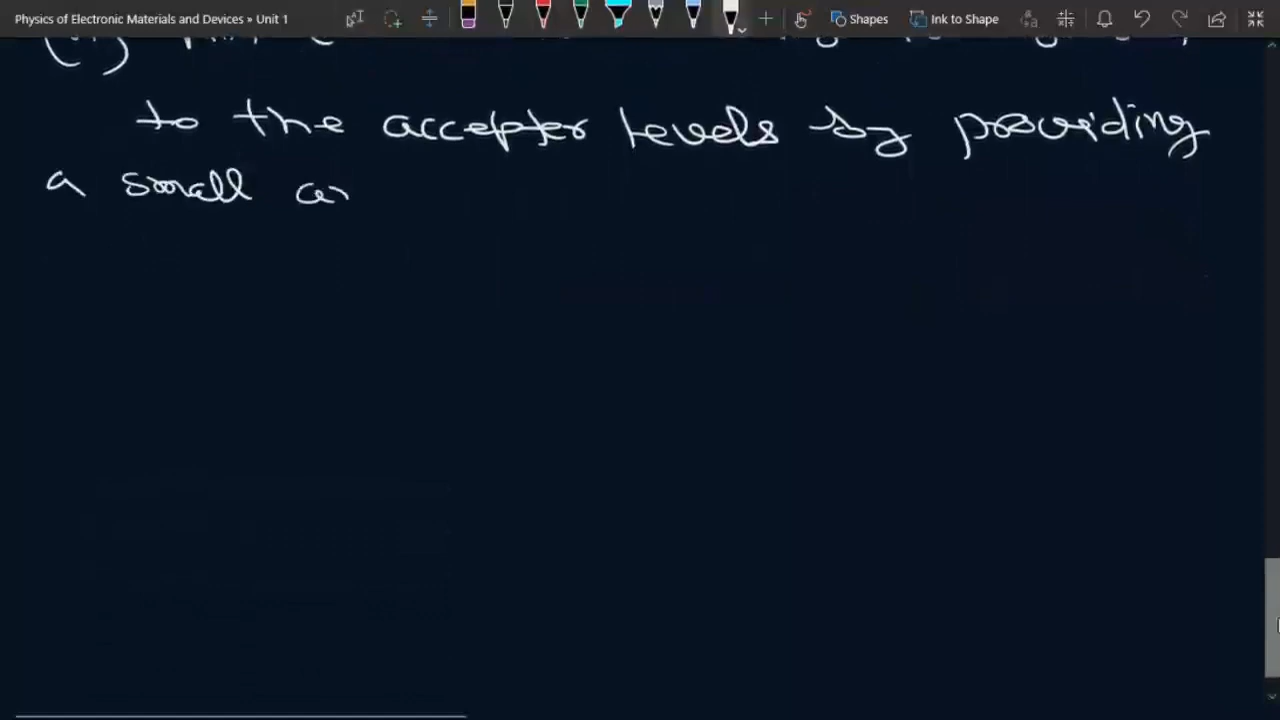 Physics of Electronic Materials and Devices » Unit 1
Shapes
Ink to Shape
to the accepter levels by providing
a small